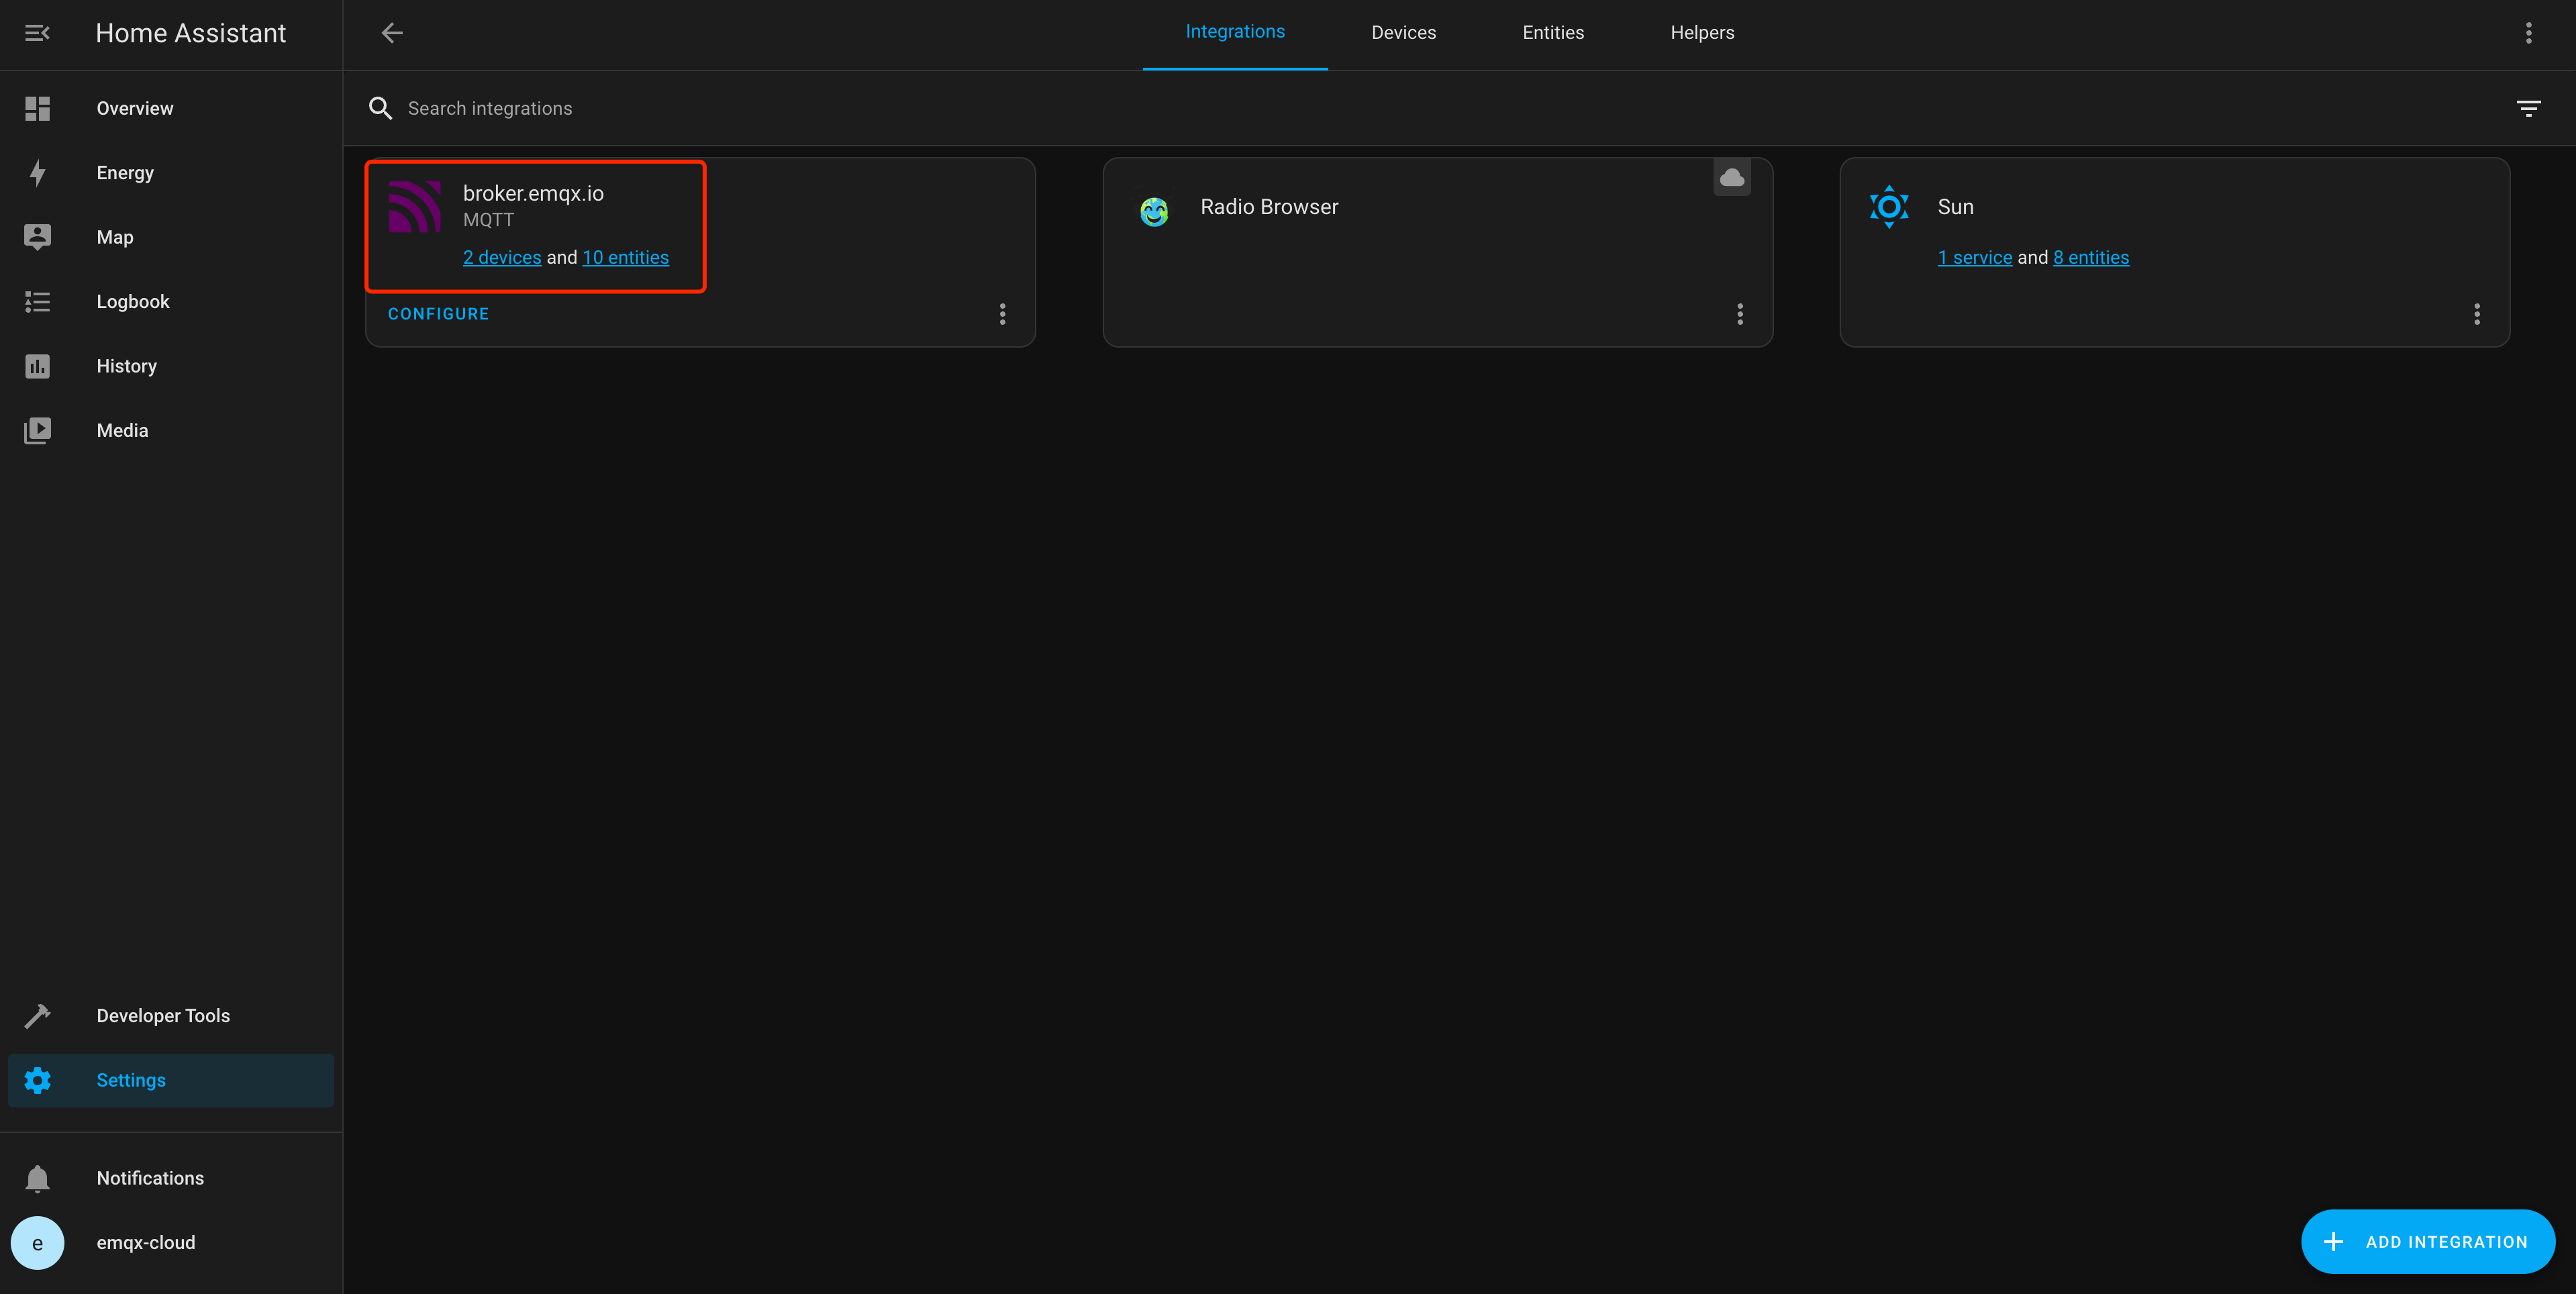 Home Assistant
Overview
Energy
Map
Logbook
History
Media
Developer Tools
Settings
Notifications
e
emqx-cloud
Integrations
Devices
Entities
Helpers
Search integrations
broker.emqx.io
MQTT
2 devices and 10 entities
CONFIGURE
Radio Browser
Sun
1 service and 8 entities
ADD INTEGRATION